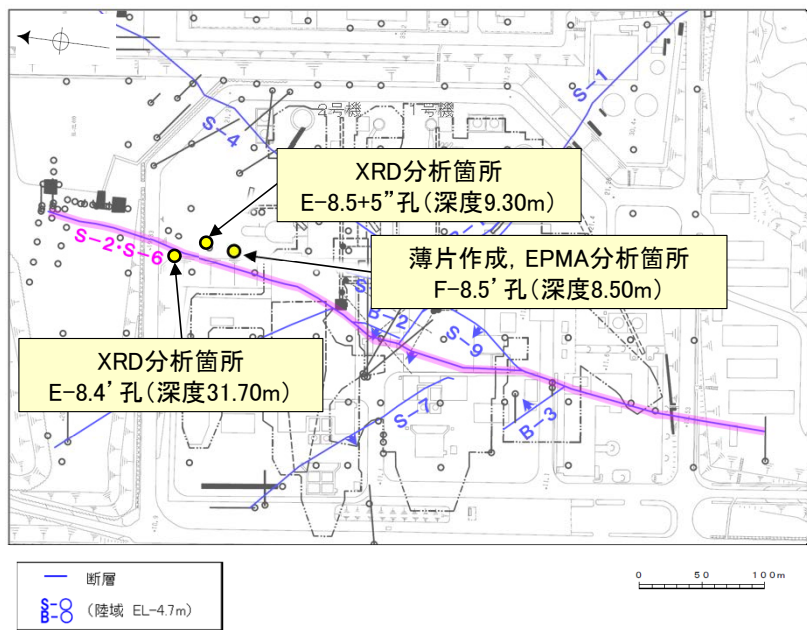 2号機
1号機
S-1
S-4
XRD分析箇所
E-8.5+5”孔(深度9.30m)
S-2・S-6
薄片作成, EPMA分析箇所
F-8.5’孔(深度8.50m)
B-2
S-9
XRD分析箇所
E-8.4’孔(深度31.70m)
S-7
B-3
断層
S-○
B-○
(陸域 EL-4.7m)
0 50 100m